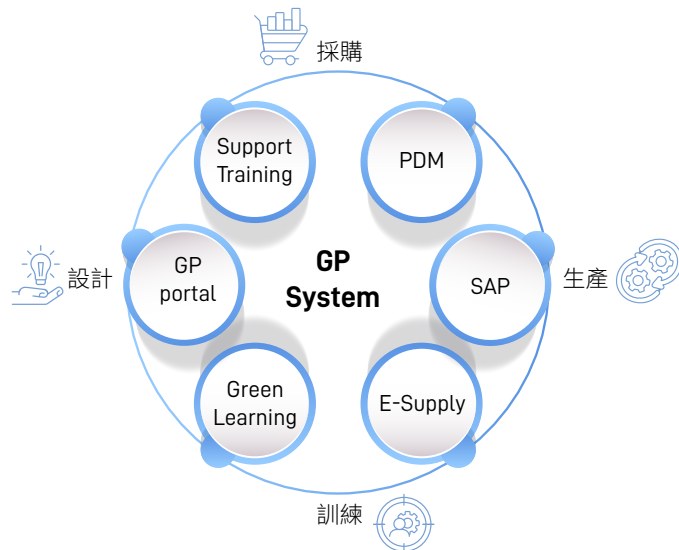 採購
Support
Training
PDM
設計
GP
portal
GP
System
SAP
生產
Green
Learning
E-Supply
訓練